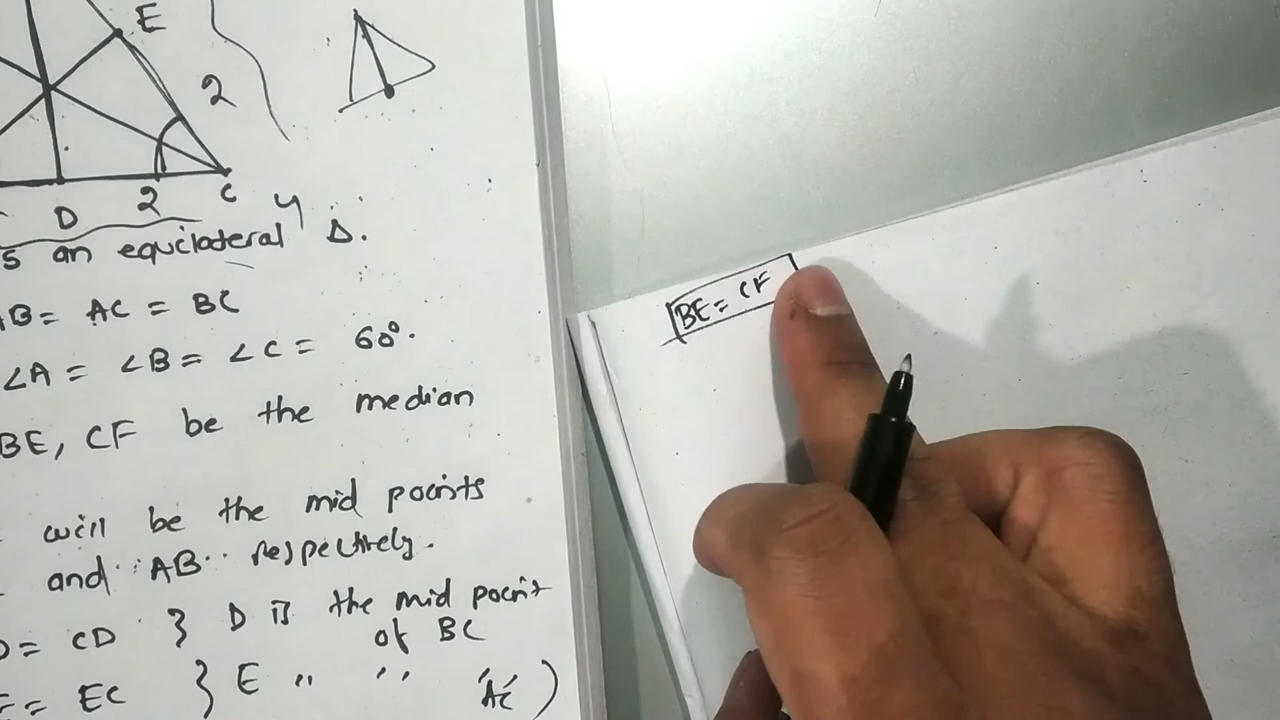 E
2
D 2 C 4
s an equilateral Δ.
AB = AC = BC
∠A = ∠B = ∠C = 60°.
BE, CF be the median
will be the mid points
and AB respectively.
D = CD } D is the mid point
of BC
E = EC } E " " AC )
BE = CF